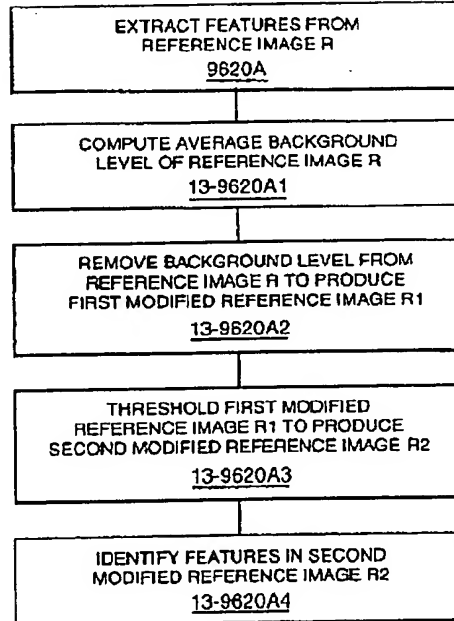 EXTRACT FEATURES FROM
REFERENCE IMAGE R
9620A
COMPUTE AVERAGE BACKGROUND
LEVEL OF REFERENCE IMAGE R
13-9620A1
REMOVE BACKGROUND LEVEL FROM
REFERENCE IMAGE R TO PRODUCE
FIRST MODIFIED REFERENCE IMAGE R1
13-9620A2
THRESHOLD FIRST MODIFIED
REFERENCE IMAGE R1 TO PRODUCE
SECOND MODIFIED REFERENCE IMAGE R2
13-9620A3
IDENTIFY FEATURES IN SECOND
MODIFIED REFERENCE IMAGE R2
13-9620A4